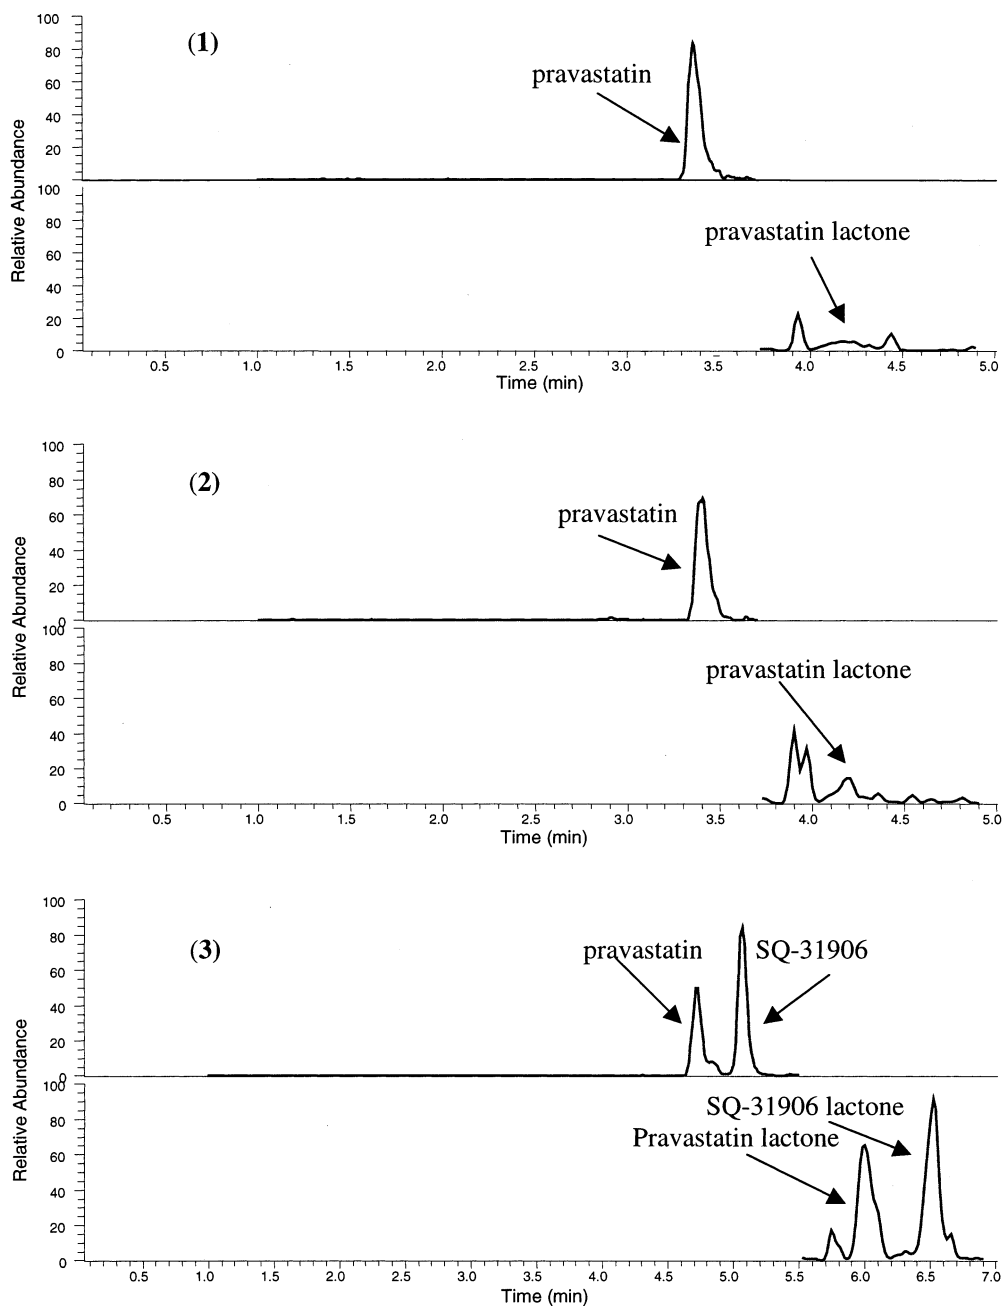 (1)
100
80
60
40
20
pravastatin
Relative Abundance
100
80
60
40
20
0
pravastatin lactone
0.5 1.0 1.5 2.0 2.5 3.0 3.5 4.0 4.5 5.0
Time (min)
(2)
100
80
60
40
20
0
pravastatin
Relative Abundance
100
80
60
40
20
0
pravastatin lactone
0.5 1.0 1.5 2.0 2.5 3.0 3.5 4.0 4.5 5.0
Time (min)
(3)
100
80
60
40
20
0
pravastatin SQ-31906
Relative Abundance
100
80
60
40
20
0
SQ-31906 lactone
Pravastatin lactone
0.5 1.0 1.5 2.0 2.5 3.0 3.5 4.0 4.5 5.0 5.5 6.0 6.5 7.0
Time (min)